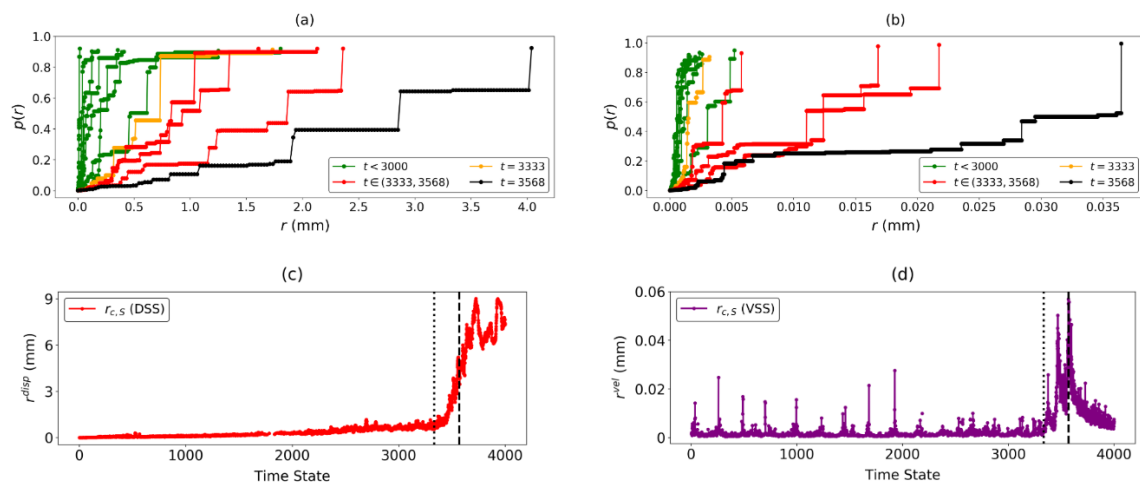 (a)
1.0
0.8
0.6
0.4
0.2
0.0
p(r)
t < 3000
t = 3333
t ∈ (3333, 3568)
t = 3568
0.0 0.5 1.0 1.5 2.0 2.5 3.0 3.5 4.0
r (mm)
(b)
1.0
0.8
0.6
0.4
0.2
0.0
p(r)
t < 3000
t = 3333
t ∈ (3333, 3568)
t = 3568
0.000 0.005 0.010 0.015 0.020 0.025 0.030 0.035
r (mm)
(c)
9
6
3
0
r^disp (mm)
r_c,S (DSS)
0 1000 2000 3000 4000
Time State
(d)
0.06
0.04
0.02
0
r^vel (mm)
r_c,S (VSS)
0 1000 2000 3000 4000
Time State